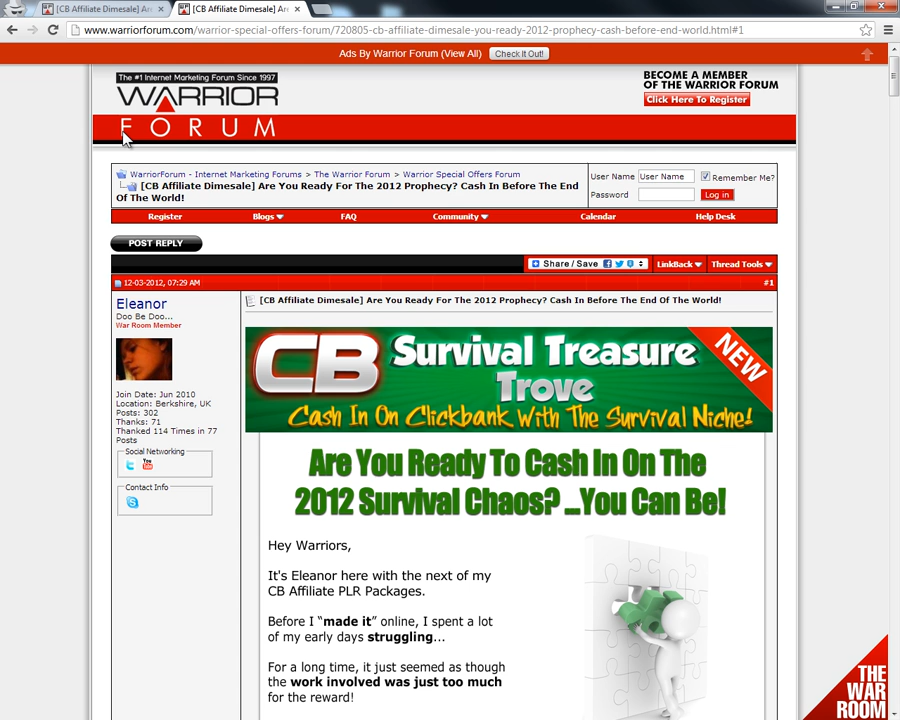 [CB Affiliate Dimesale] Are
[CB Affiliate Dimesale] Are
www.warriorforum.com/warrior-special-offers-forum/720805-cb-affiliate-dimesale-you-ready-2012-prophecy-cash-before-end-world.html#1
Ads By Warrior Forum (View All) Check It Out!
The #1 Internet Marketing Forum Since 1997
WARRIOR
FORUM
BECOME A MEMBER
OF THE WARRIOR FORUM
Click Here To Register
WarriorForum - Internet Marketing Forums > The Warrior Forum > Warrior Special Offers Forum
[CB Affiliate Dimesale] Are You Ready For The 2012 Prophecy? Cash In Before The End
Of The World!
User Name User Name Remember Me?
Password Log in
Register Blogs FAQ Community Calendar Help Desk
POST REPLY
Share / Save LinkBack Thread Tools
12-03-2012, 07:29 AM #1
Eleanor
Doo Be Doo...
War Room Member
Join Date: Jun 2010
Location: Berkshire, UK
Posts: 302
Thanks: 71
Thanked 114 Times in 77
Posts
Social Networking
You
Contact Info
[CB Affiliate Dimesale] Are You Ready For The 2012 Prophecy? Cash In Before The End Of The World!
CB Survival Treasure
Trove
NEW
Cash In On Clickbank With The Survival Niche!
Are You Ready To Cash In On The
2012 Survival Chaos? ...You Can Be!
Hey Warriors,
It's Eleanor here with the next of my
CB Affiliate PLR Packages.
Before I “made it” online, I spent a lot
of my early days struggling...
For a long time, it just seemed as though
the work involved was just too much
for the reward!
THE
WAR
ROOM